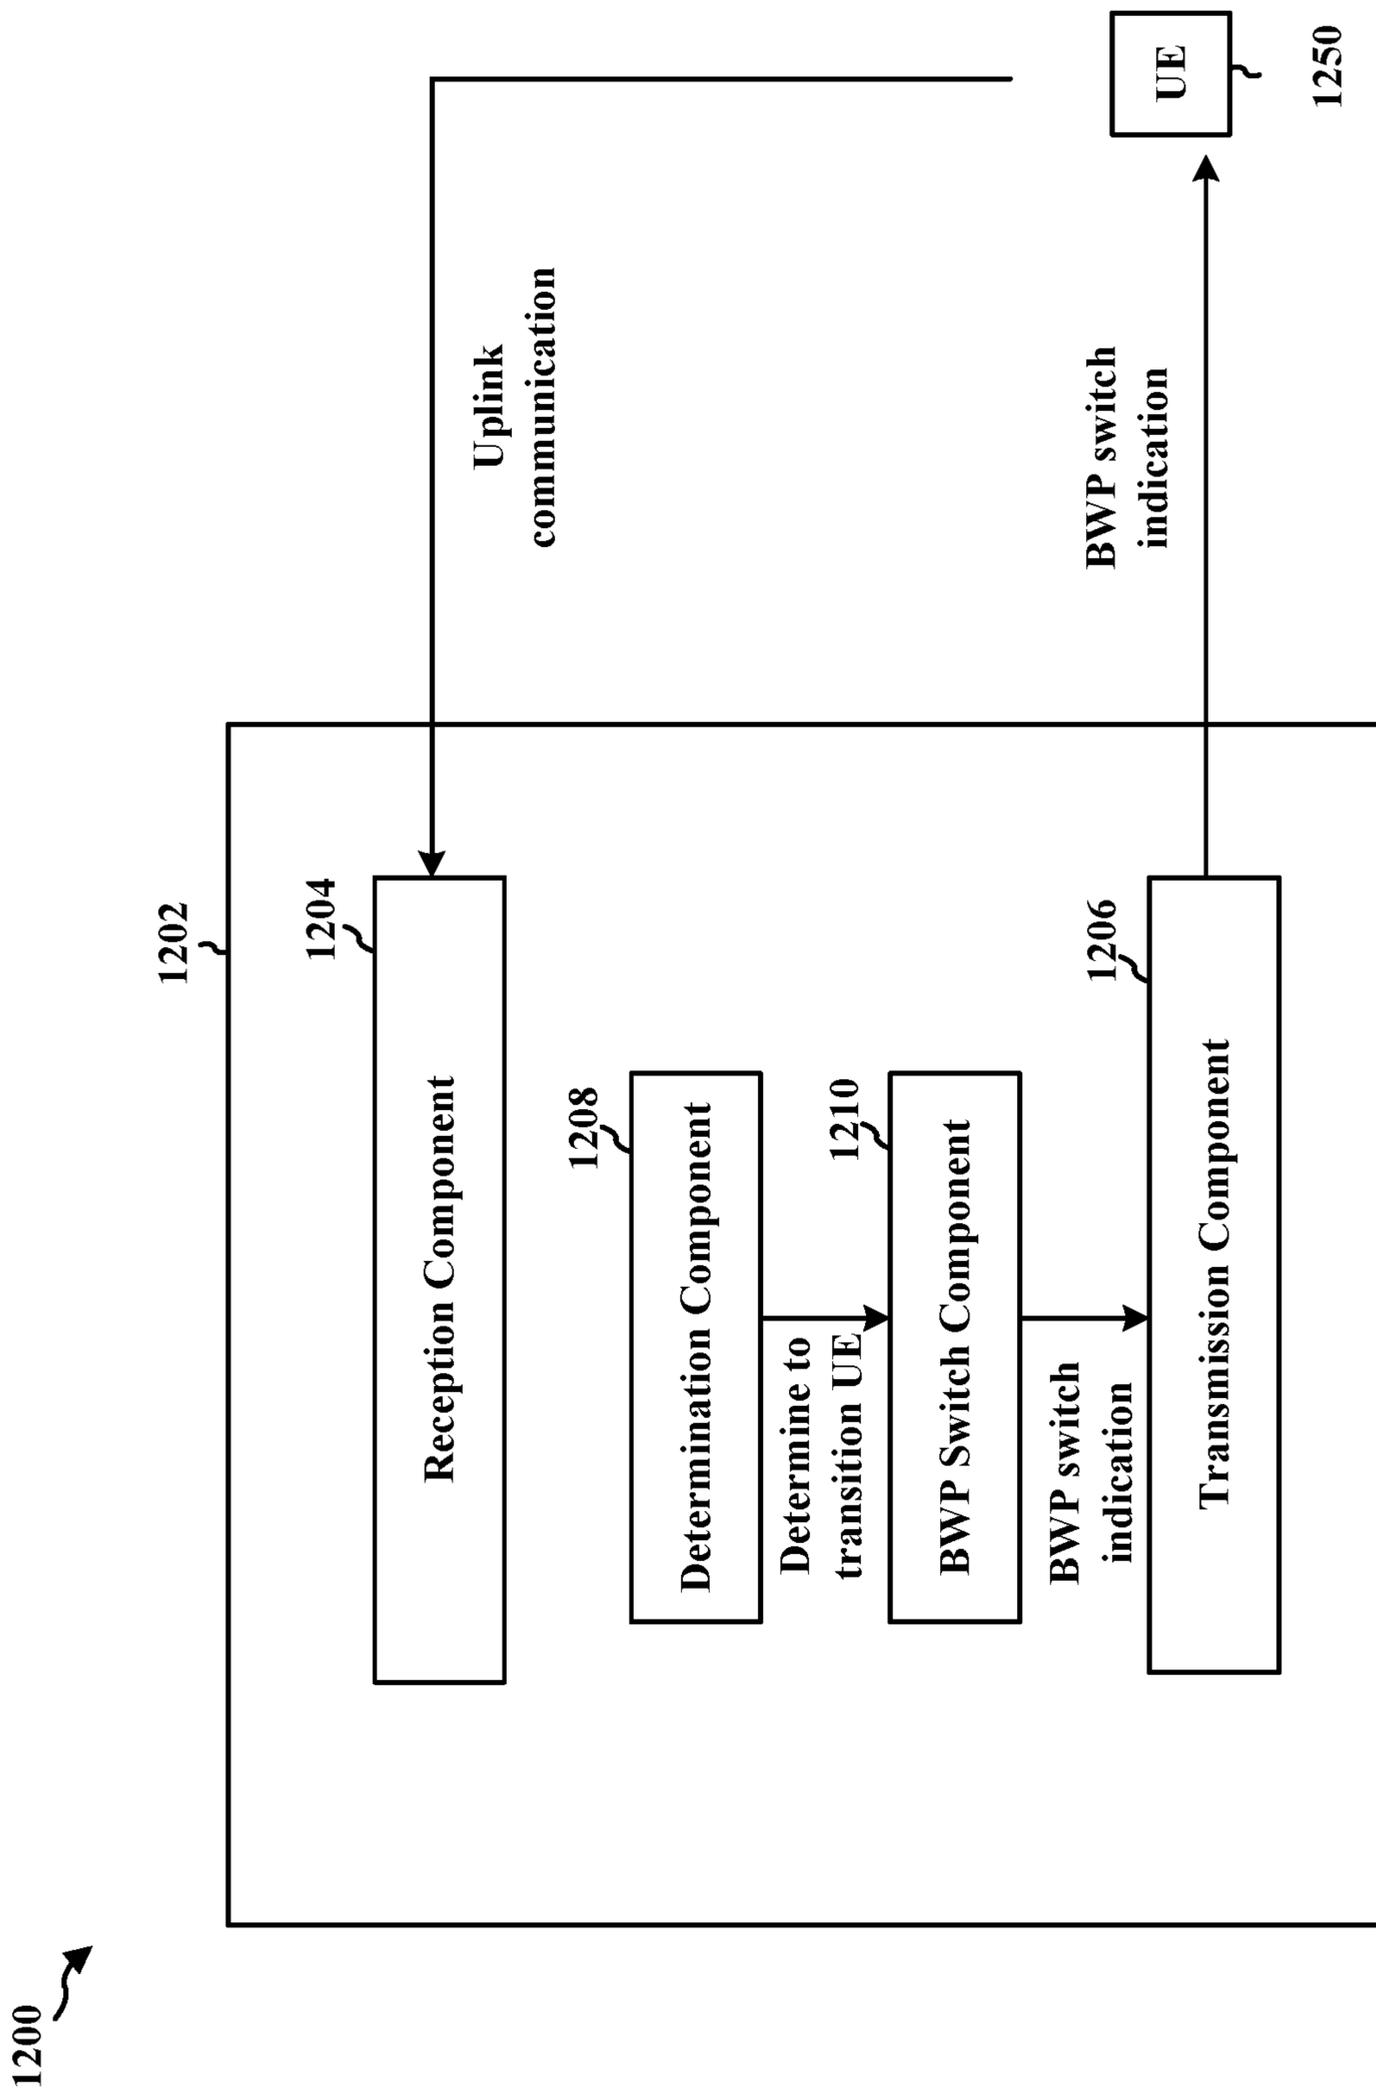 1200
1202
1204
Reception Component
Uplink
communication
1208
Determination Component
Determine to
transition UE
1210
BWP Switch Component
BWP switch
indication
1206
Transmission Component
BWP switch
indication
UE
1250